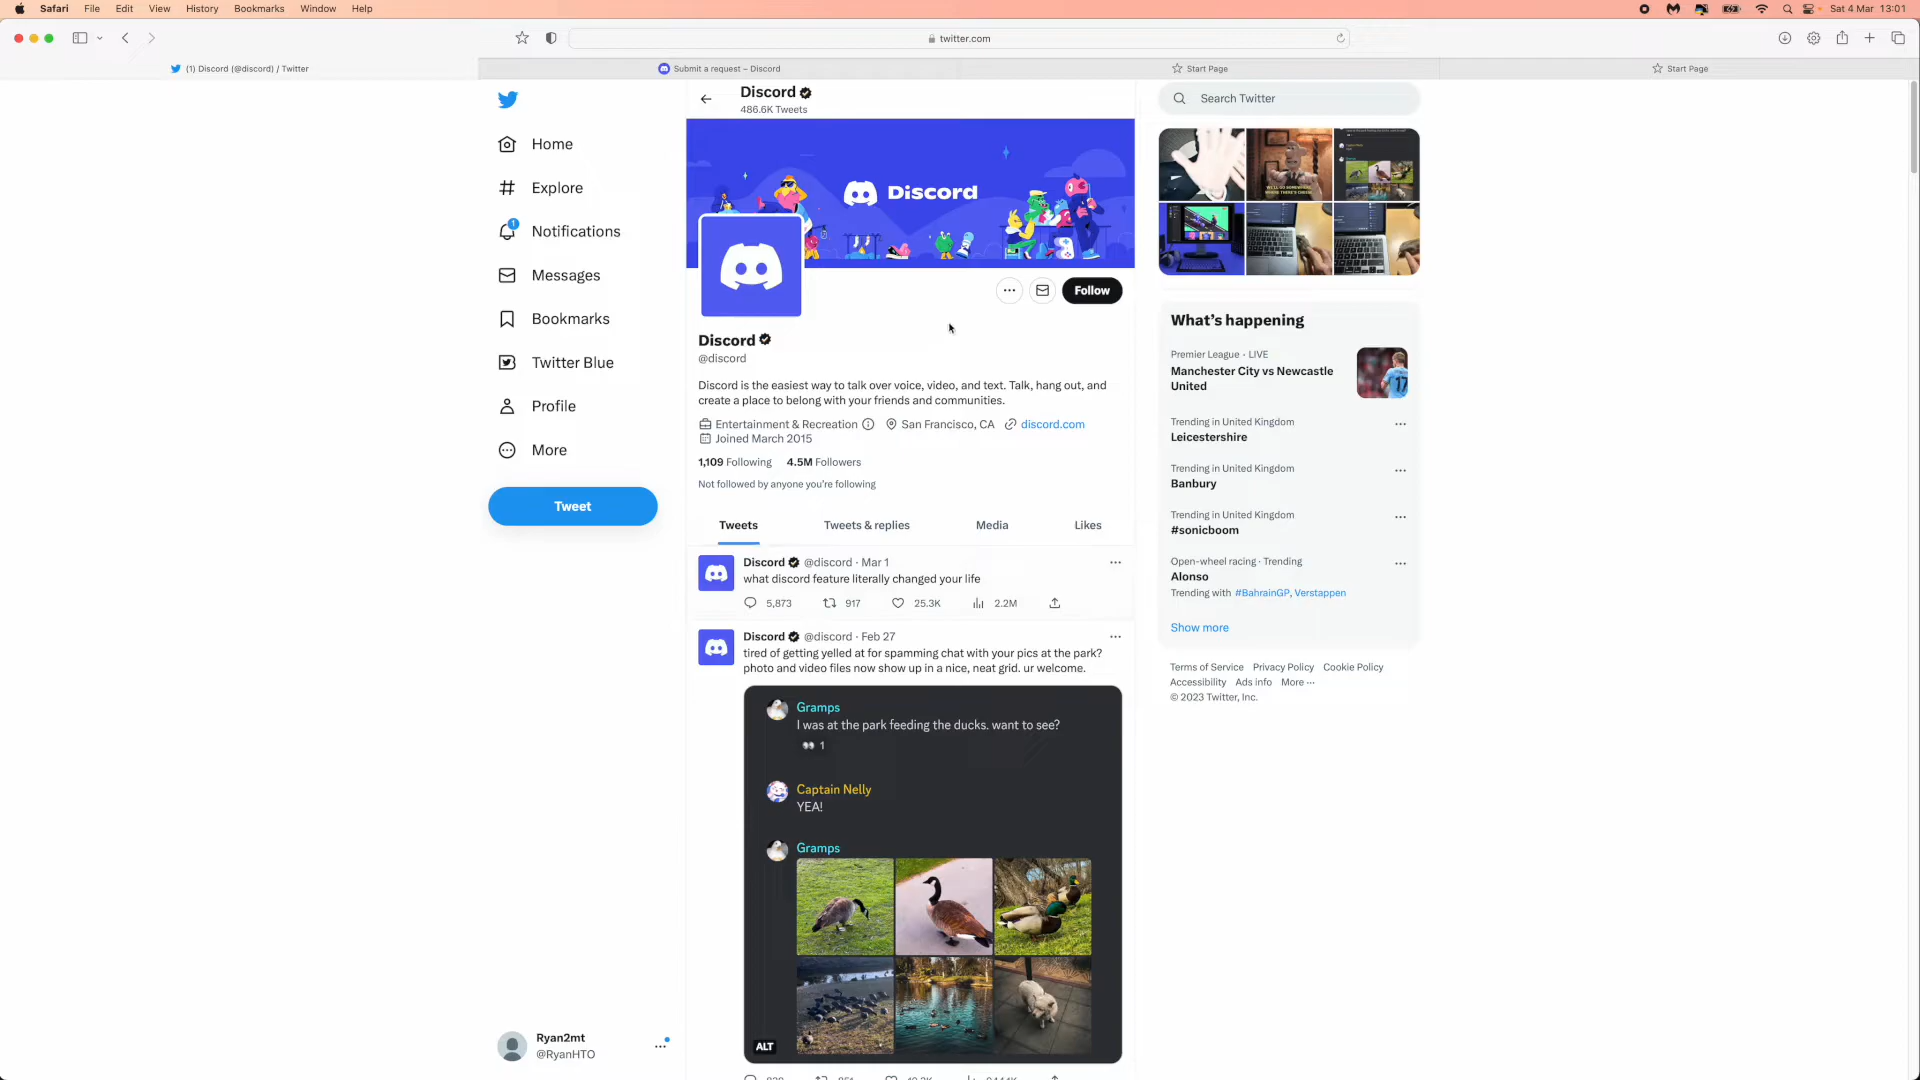 Safari File Edit View History Bookmarks Window Help
Sat 4 Mar 13:01
twitter.com
(1) Discord (@discord) / Twitter
Submit a request – Discord
Start Page
Start Page
Home
Explore
1
Notifications
Messages
Bookmarks
Twitter Blue
Profile
More
Tweet
Ryan2mt
@RyanHTO
Discord
486.6K Tweets
Discord
Follow
Discord
@discord
Discord is the easiest way to talk over voice, video, and text. Talk, hang out, and
create a place to belong with your friends and communities.
Entertainment & Recreation San Francisco, CA discord.com
Joined March 2015
1,109 Following 4.5M Followers
Not followed by anyone you’re following
Tweets Tweets & replies Media Likes
Discord @discord · Mar 1
what discord feature literally changed your life
5,873 917 25.3K 2.2M
Discord @discord · Feb 27
tired of getting yelled at for spamming chat with your pics at the park?
photo and video files now show up in a nice, neat grid. ur welcome.
Gramps
I was at the park feeding the ducks. want to see?
1
Captain Nelly
YEA!
Gramps
ALT
Search Twitter
What’s happening
Premier League · LIVE
Manchester City vs Newcastle
United
17
Trending in United Kingdom
Leicestershire
Trending in United Kingdom
Banbury
Trending in United Kingdom
#sonicboom
Open-wheel racing · Trending
Alonso
Trending with #BahrainGP, Verstappen
Show more
Terms of Service Privacy Policy Cookie Policy
Accessibility Ads info More ···
© 2023 Twitter, Inc.